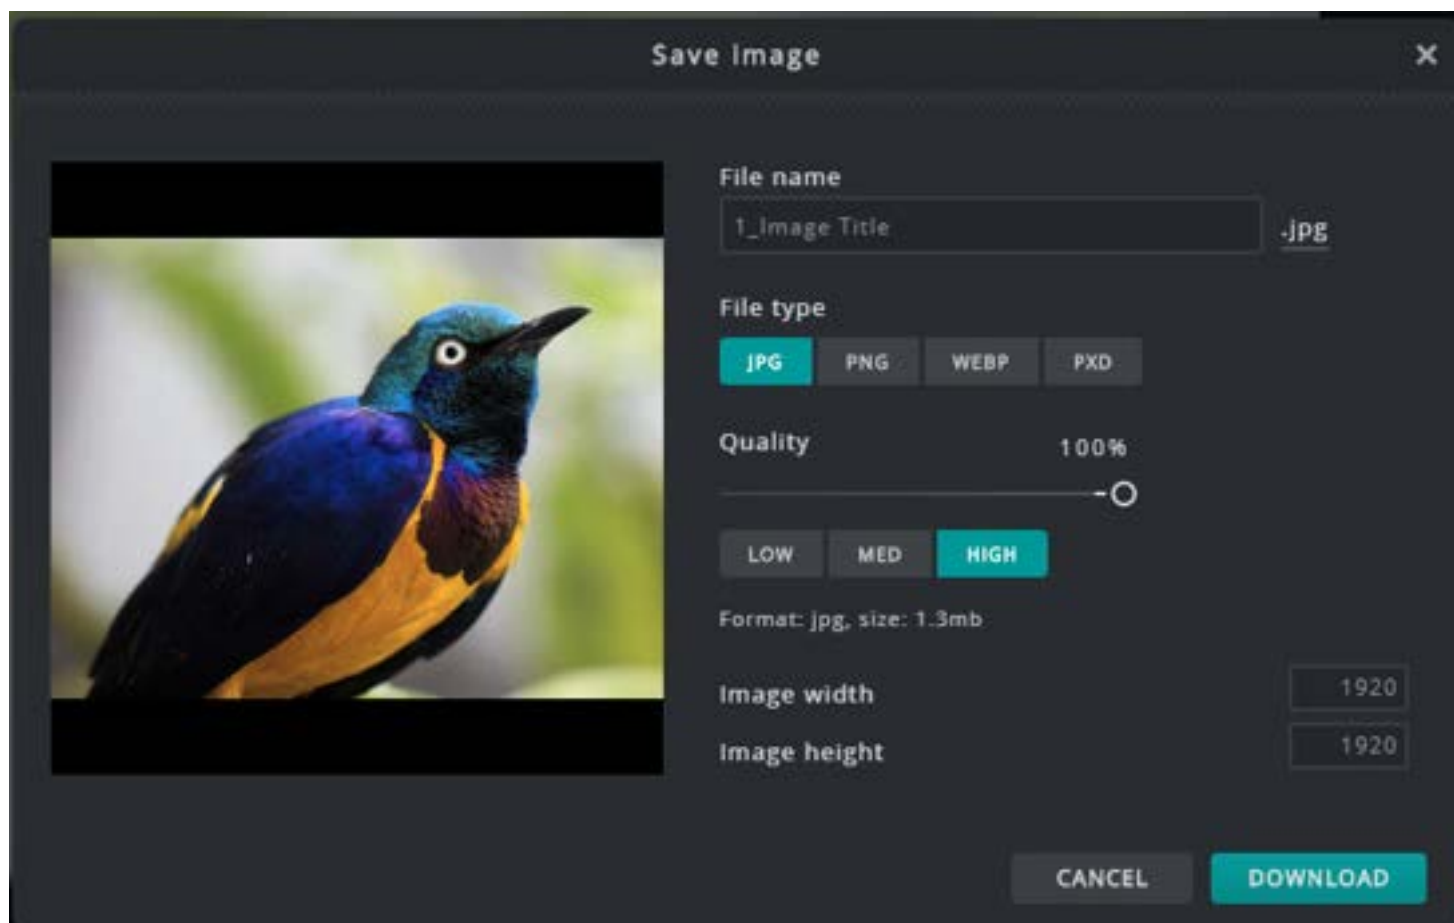 Save Image
×
File name
1_Image Title
.jpg
File type
JPG PNG WEBP PXD
Quality 100%
LOW MED HIGH
Format: jpg, size: 1.3mb
Image width 1920
Image height 1920
CANCEL DOWNLOAD